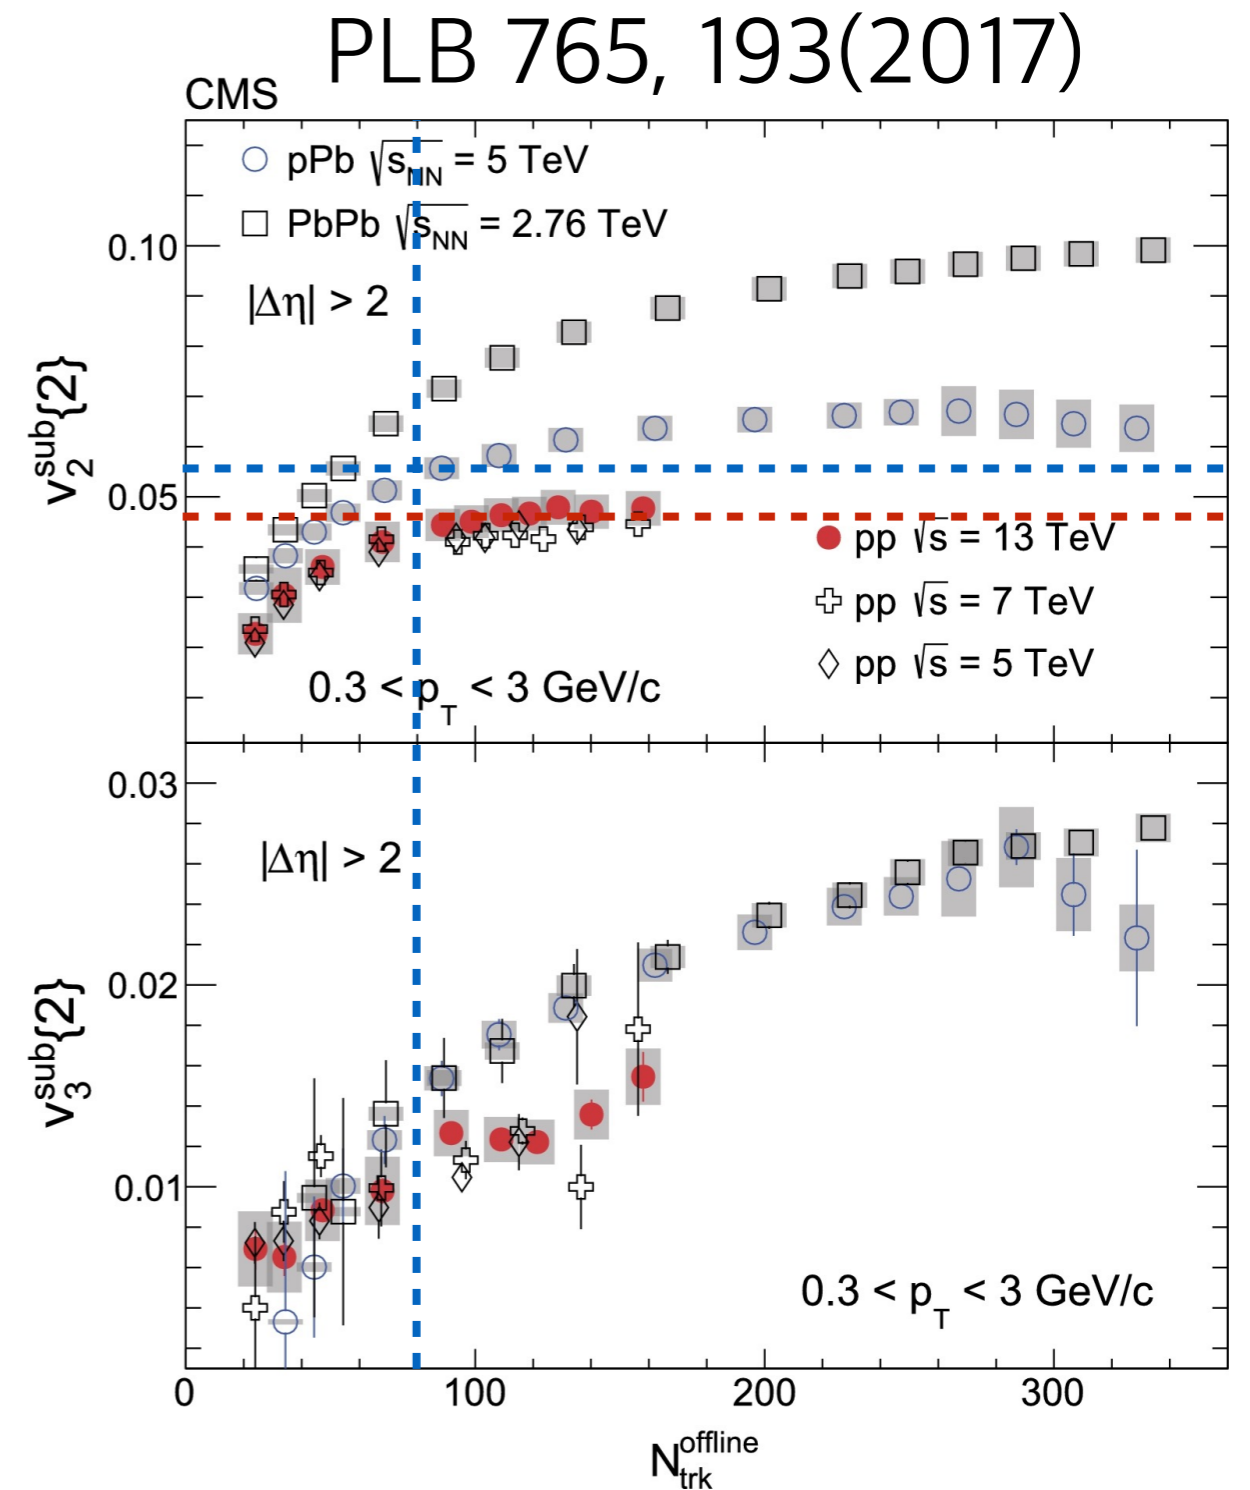 PLB 765, 193(2017)
CMS
pPb √sNN = 5 TeV
PbPb √sNN = 2.76 TeV
|Δη| > 2
0.10
0.05
v2sub{2}
pp √s = 13 TeV
pp √s = 7 TeV
pp √s = 5 TeV
0.3 < pT < 3 GeV/c
0.03
|Δη| > 2
0.02
v3sub{2}
0.01
0.3 < pT < 3 GeV/c
0 100 200 300
Ntrkoffline